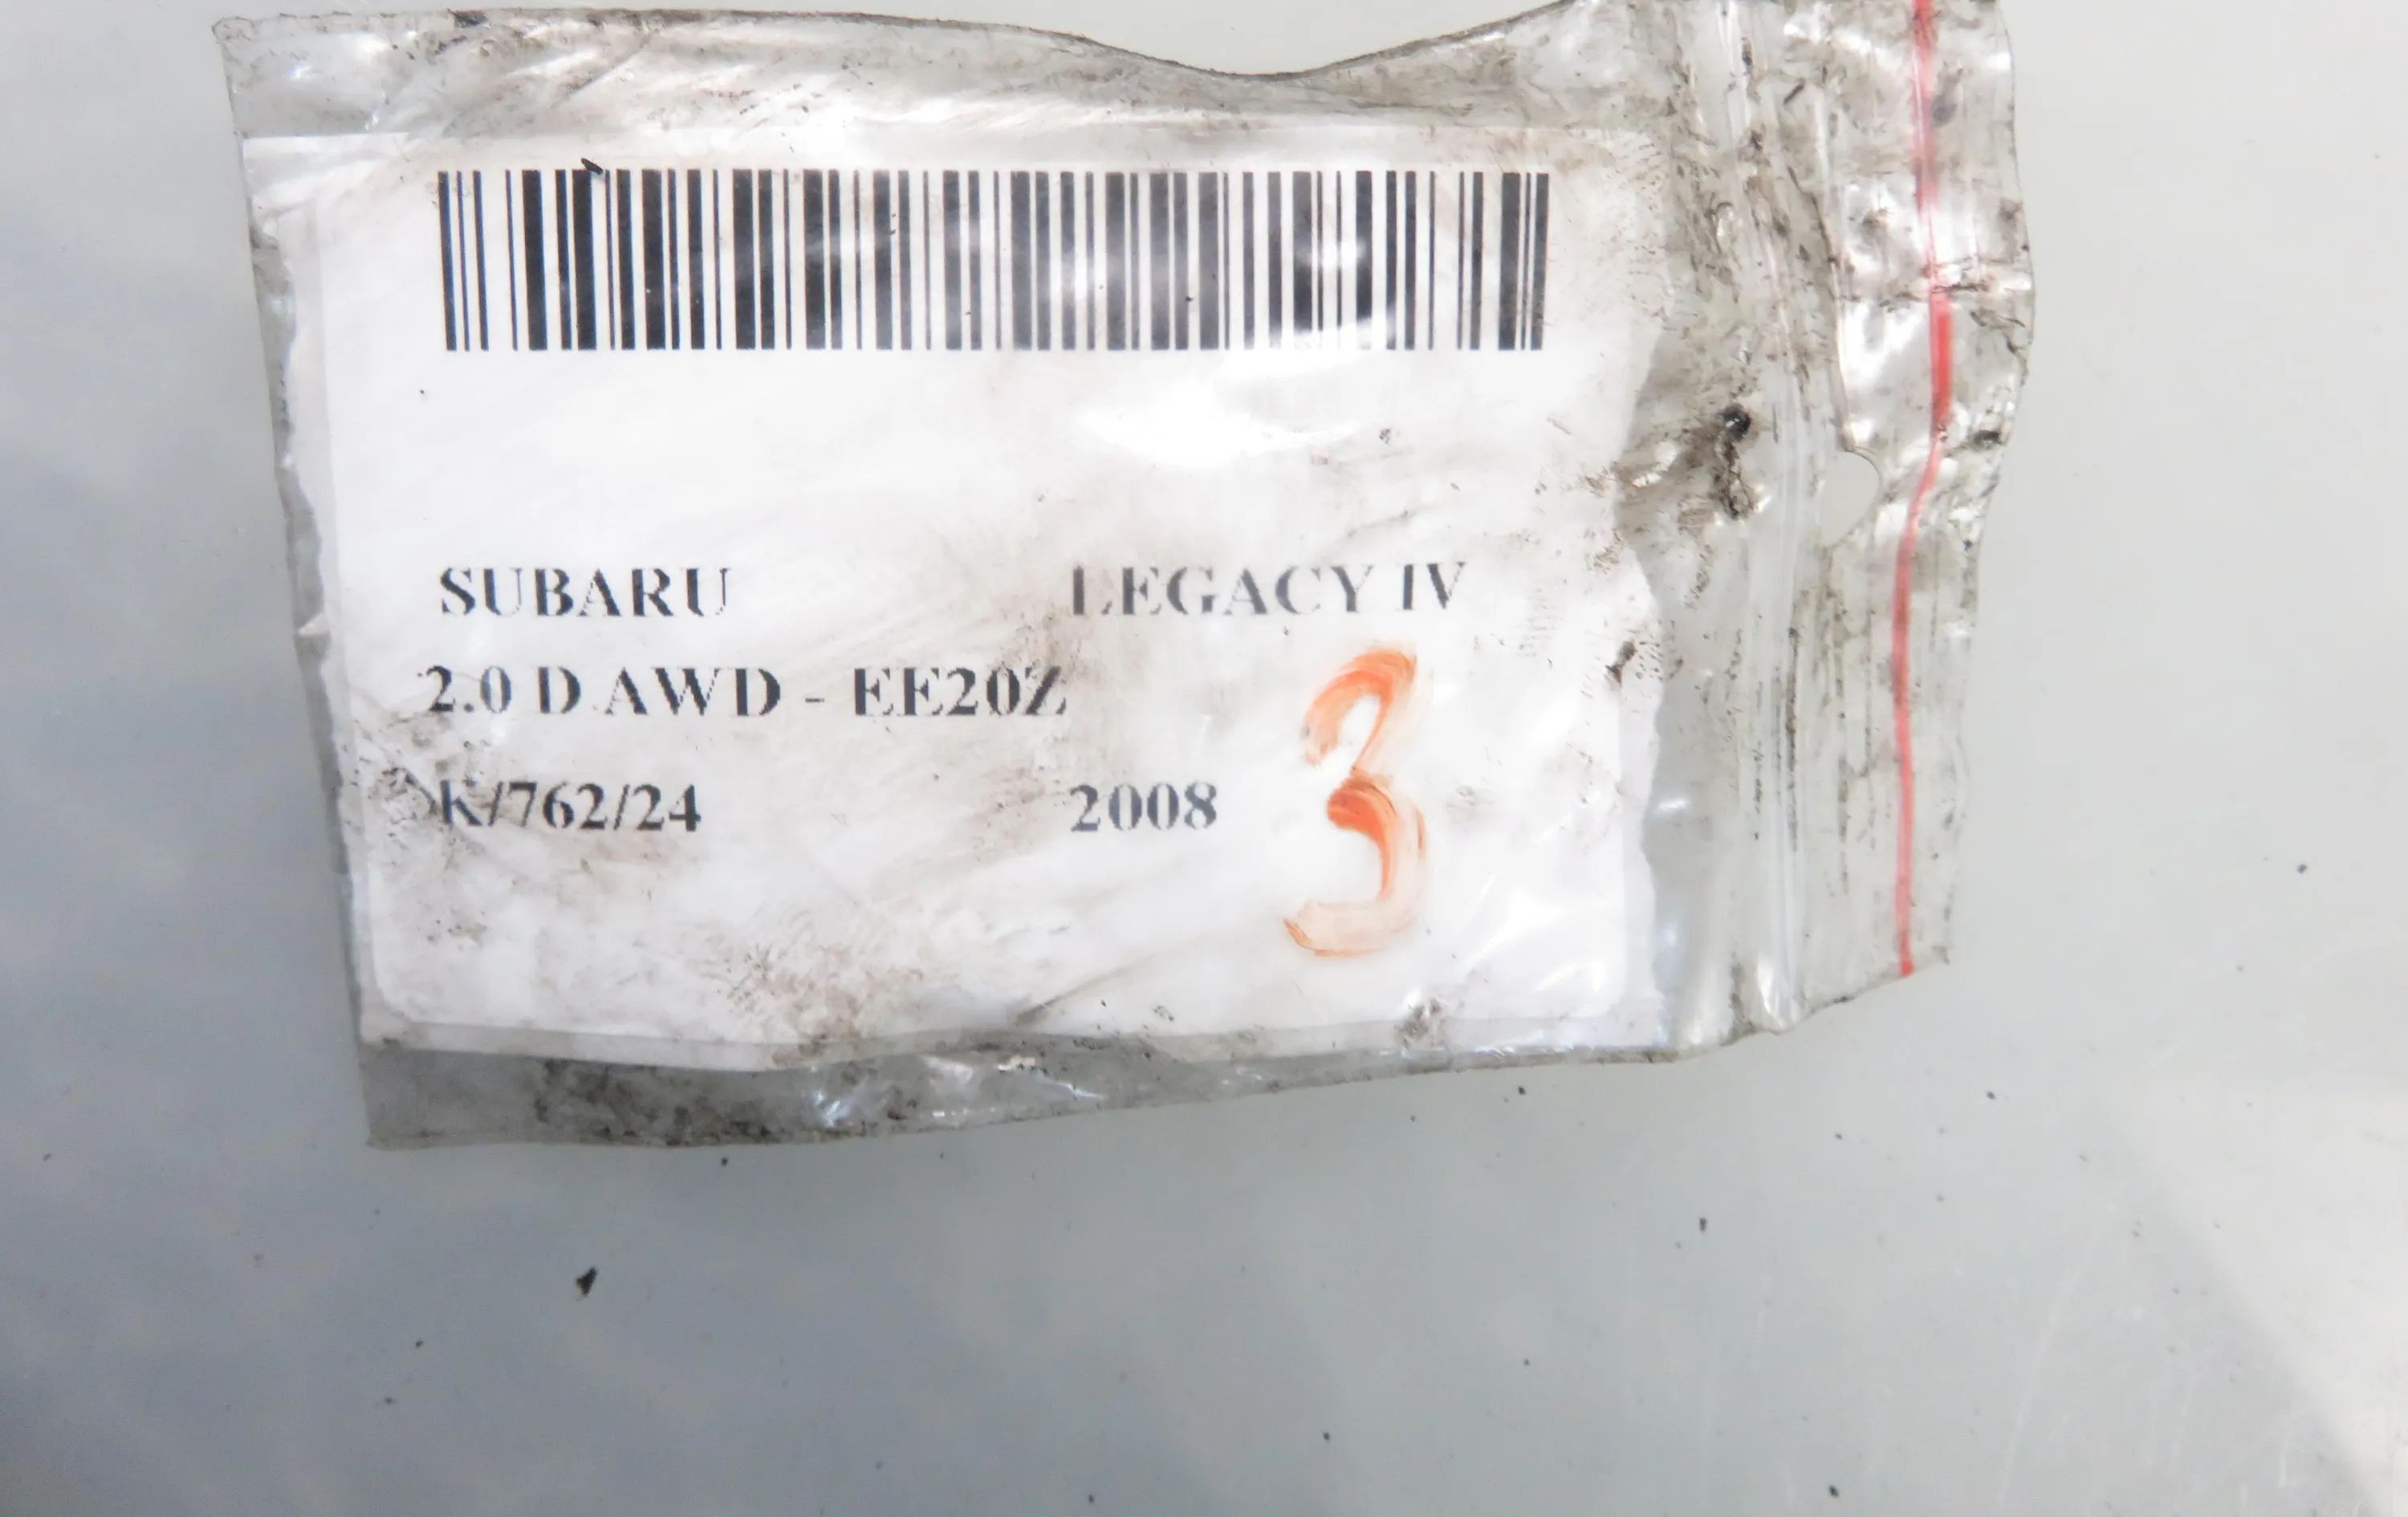 SUBARU LEGACY IV
2.0 D AWD - EE20Z
K/762/24 2008
3